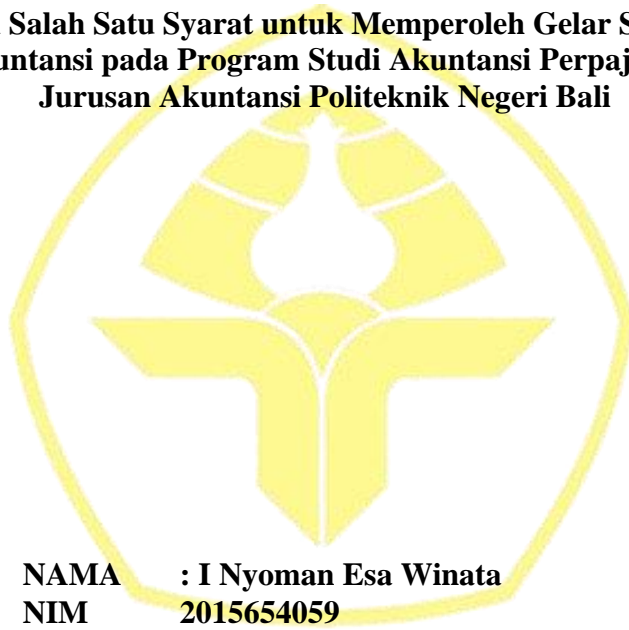 Salah Satu Syarat untuk Memperoleh Gelar S
untansi pada Program Studi Akuntansi Perpaj
Jurusan Akuntansi Politeknik Negeri Bali
NAMA : I Nyoman Esa Winata
NIM 2015654059